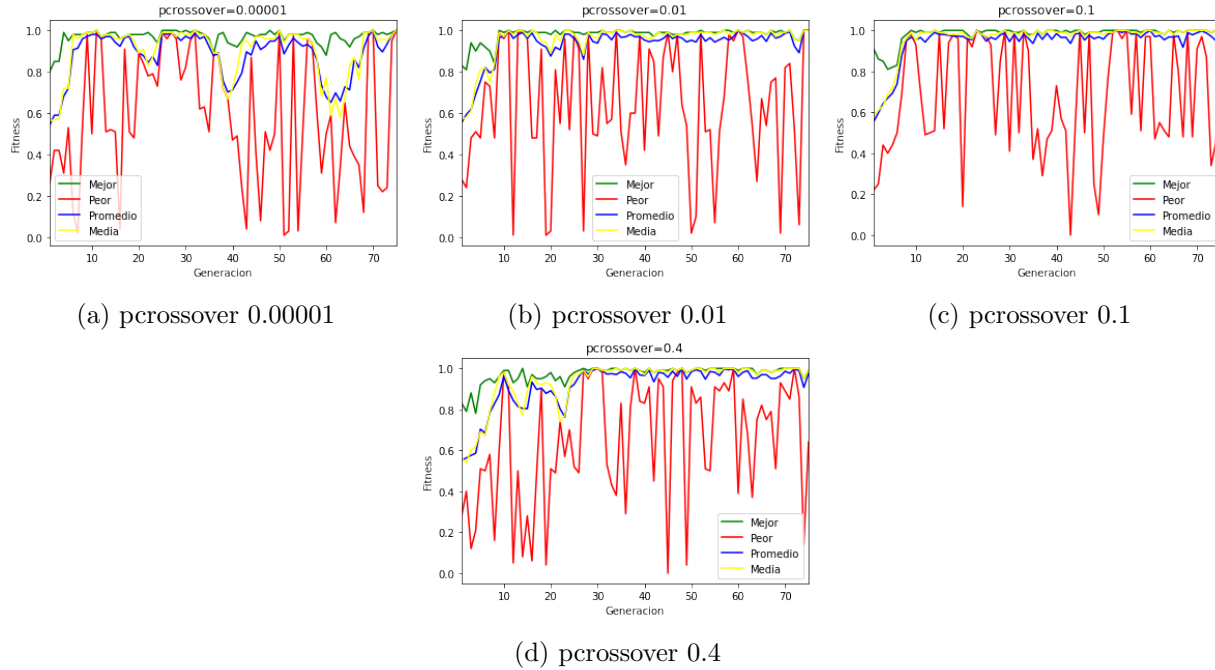 pcrossover=0.00001
Fitness
1.0
0.8
0.6
0.4
0.2
0.0
Mejor
Peor
Promedio
Media
10 20 30 40 50 60 70
Generacion
(a) pcrossover 0.00001
pcrossover=0.01
Fitness
1.0
0.8
0.6
0.4
0.2
0.0
Mejor
Peor
Promedio
Media
10 20 30 40 50 60 70
Generacion
(b) pcrossover 0.01
pcrossover=0.1
Fitness
1.0
0.8
0.6
0.4
0.2
0.0
Mejor
Peor
Promedio
Media
10 20 30 40 50 60 70
Generacion
(c) pcrossover 0.1
pcrossover=0.4
Fitness
1.0
0.8
0.6
0.4
0.2
0.0
Mejor
Peor
Promedio
Media
10 20 30 40 50 60 70
Generacion
(d) pcrossover 0.4